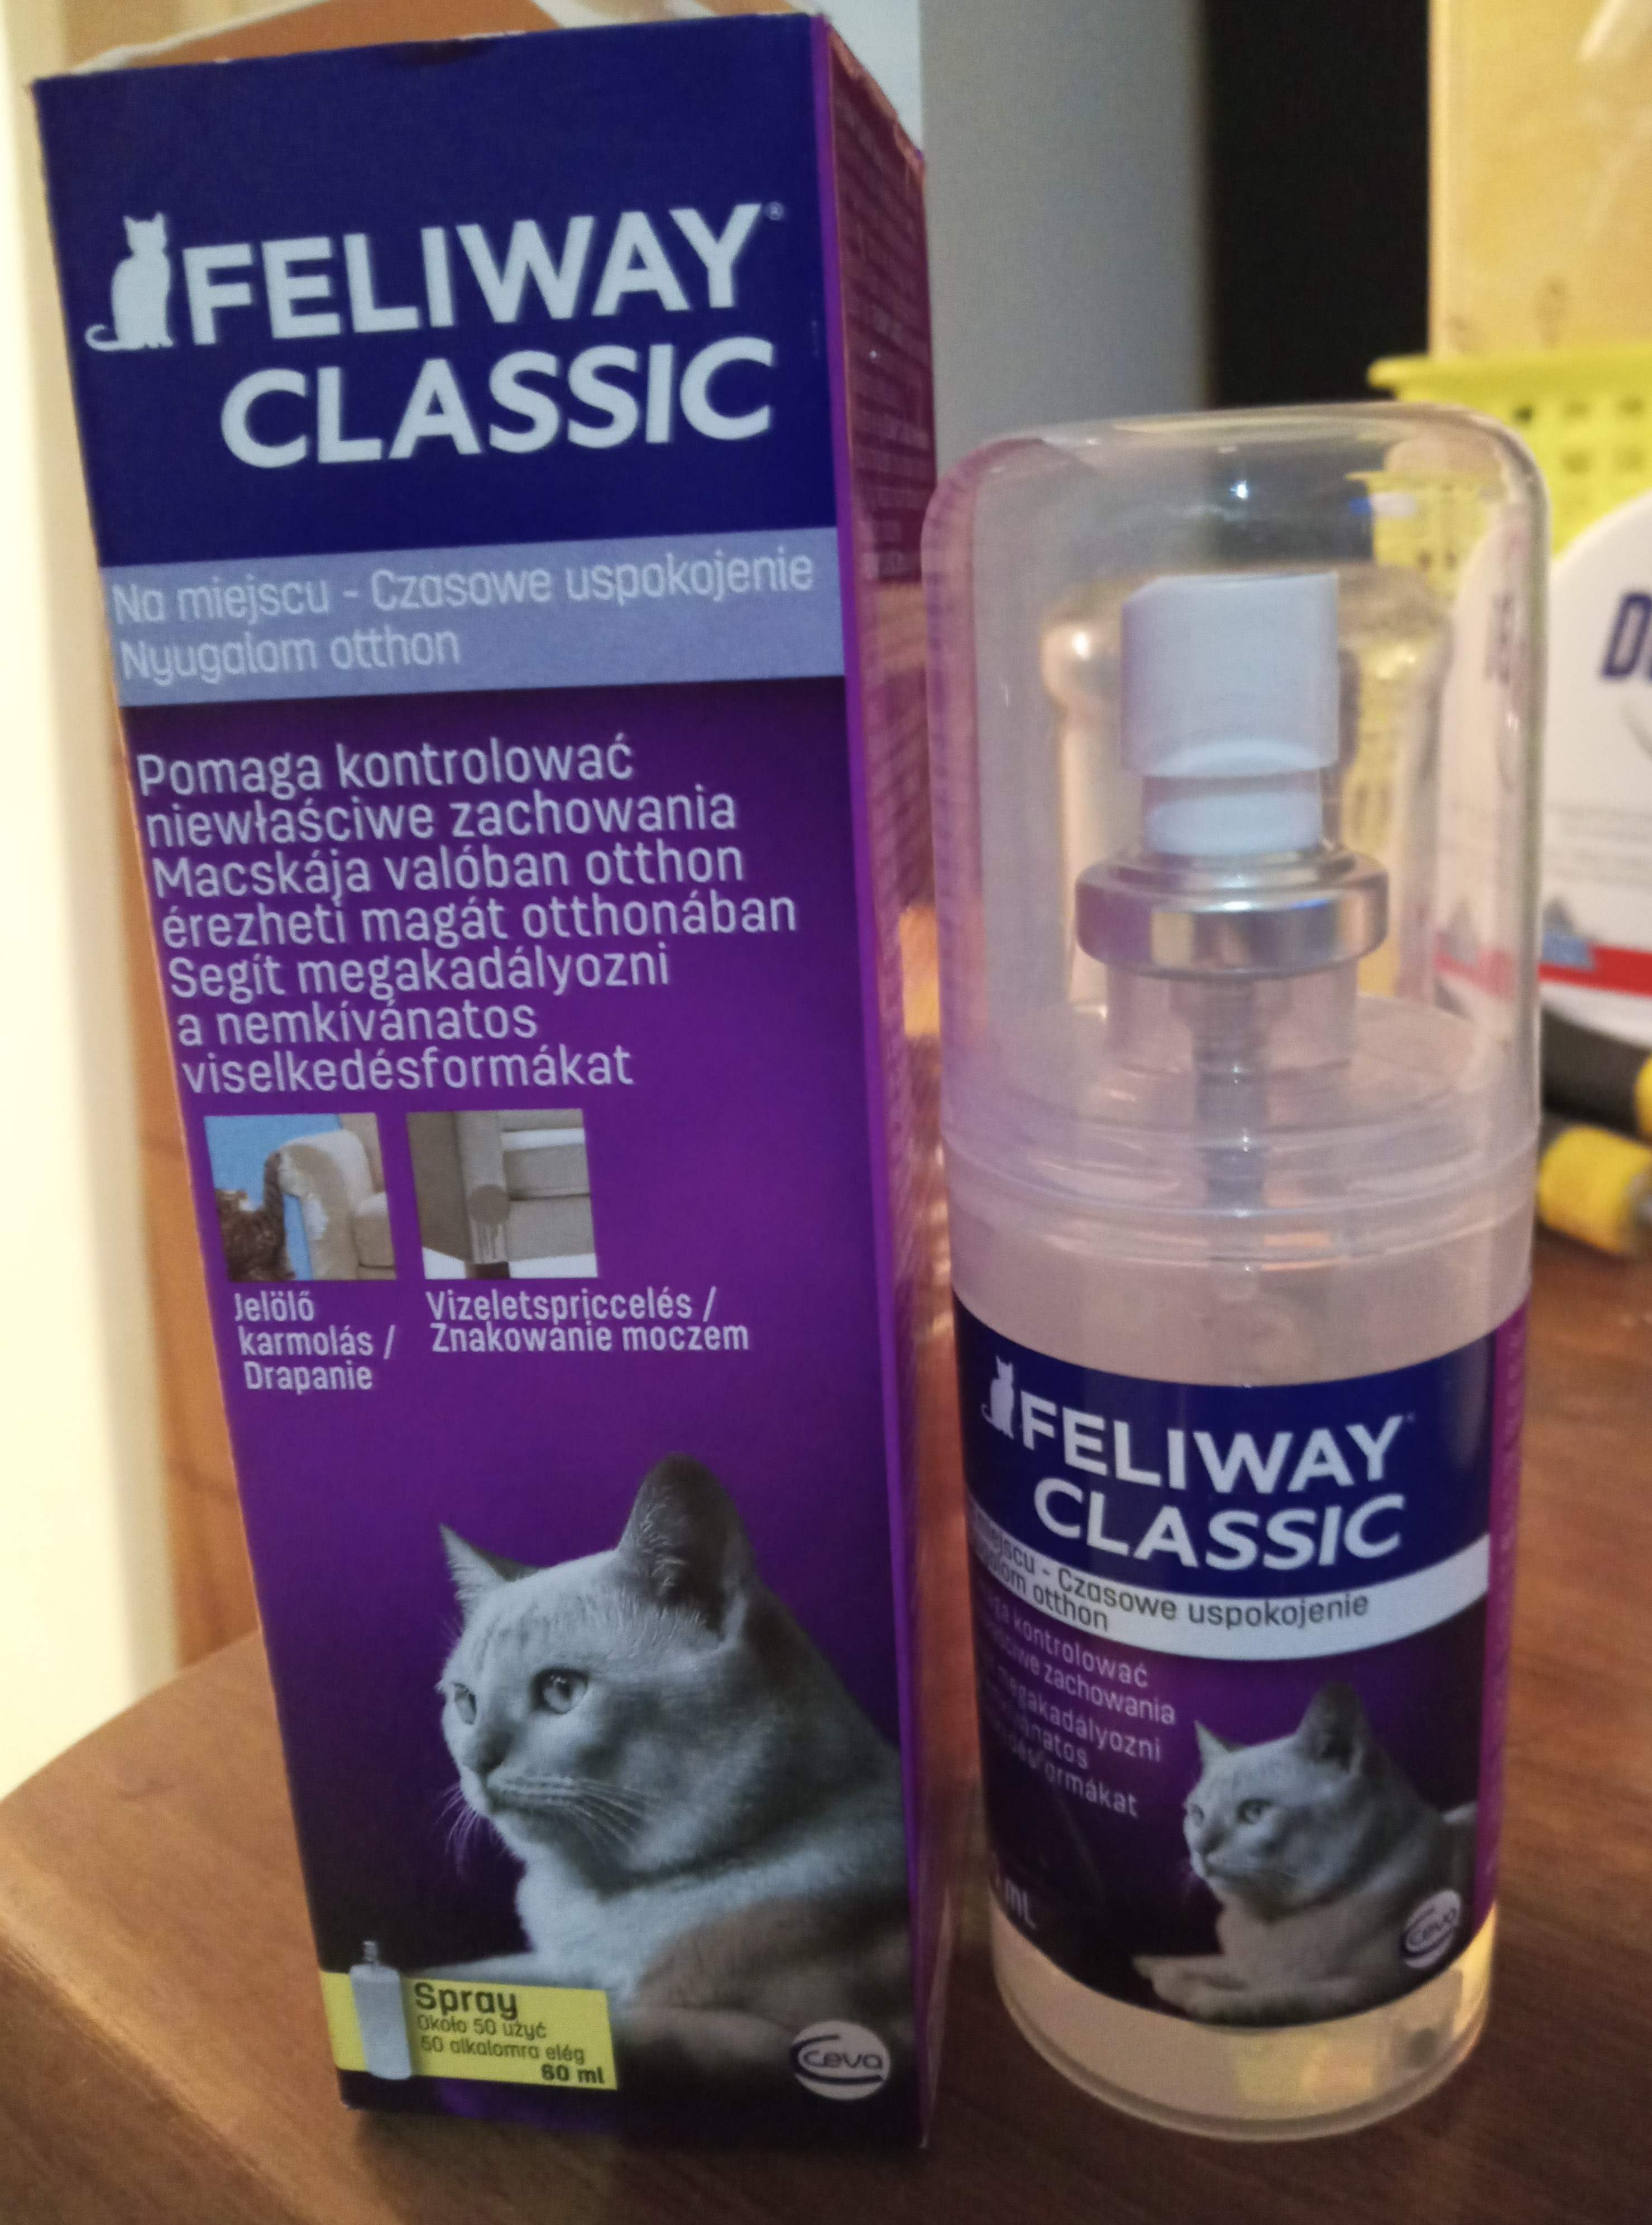 FELIWAY®
CLASSIC
Na miejscu - Czasowe uspokojenie
Nyugalom otthon
Pomaga kontrolować
niewłaściwe zachowania
Macskája valóban otthon
érezheti magát otthonában
Segít megakadályozni
a nemkívánatos
viselkedésformákat
Jelölő
karmolás /
Drapanie
Vizeletspriccelés /
Znakowanie moczem
Spray
Około 50 użyć
50 alkalomra elég
60 ml
Ceva
FELIWAY
CLASSIC
- Czasowe uspokojenie
otthon
kontrolować
zachowania
mL
Ceva